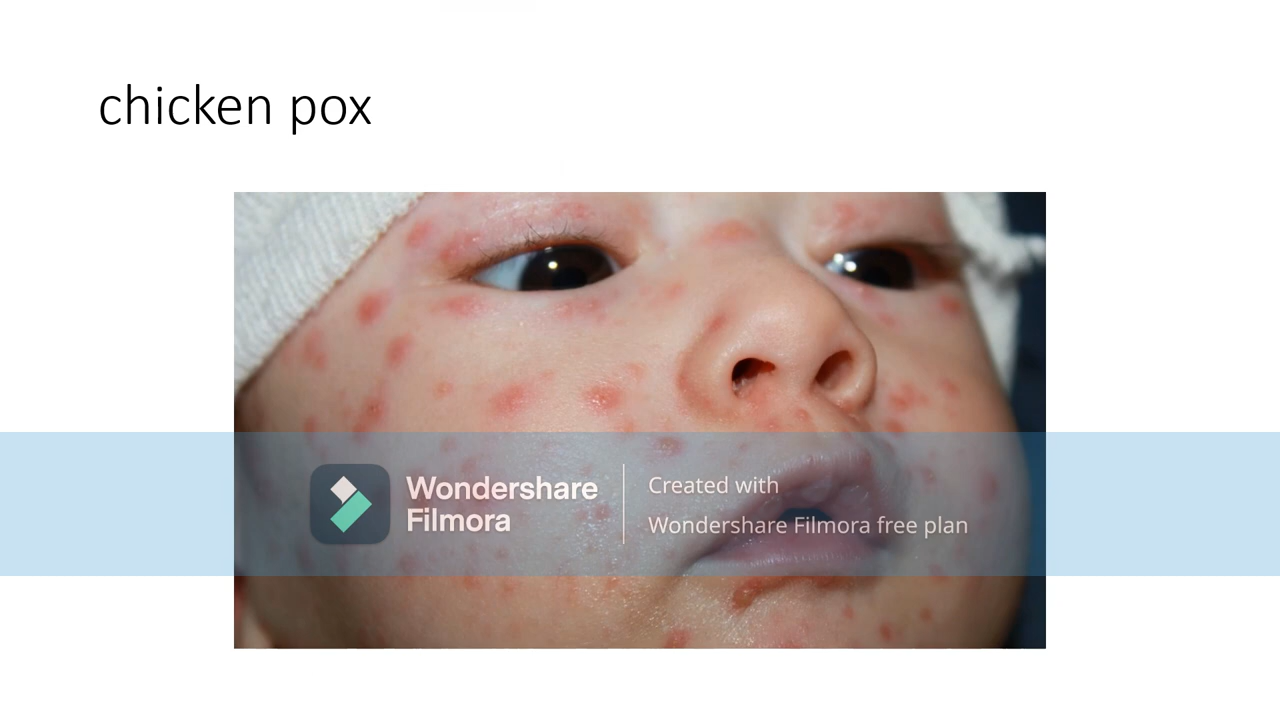 chicken pox
Wondershare
Filmora
Created with
Wondershare Filmora free plan